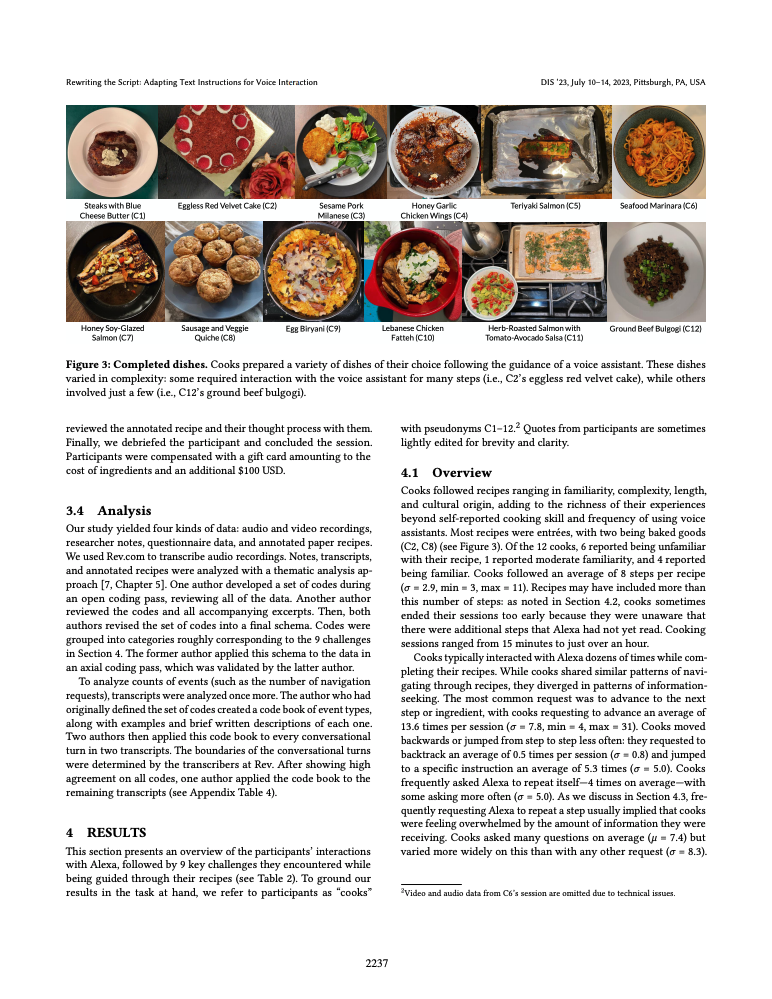 Rewriting the Script: Adapting Text Instructions for Voice Interaction
DIS '23, July 10–14, 2023, Pittsburgh, PA, USA
Steaks with Blue
Cheese Butter (C1)
Eggless Red Velvet Cake (C2)
Sesame Pork
Milanese (C3)
Honey Garlic
Chicken Wings (C4)
Teriyaki Salmon (C5)
Seafood Marinara (C6)
Honey Soy-Glazed
Salmon (C7)
Sausage and Veggie
Quiche (C8)
Egg Biryani (C9)
Lebanese Chicken
Fatteh (C10)
Herb-Roasted Salmon with
Tomato-Avocado Salsa (C11)
Ground Beef Bulgogi (C12)
Figure 3: Completed dishes. Cooks prepared a variety of dishes of their choice following the guidance of a voice assistant. These dishes
varied in complexity: some required interaction with the voice assistant for many steps (i.e., C2's eggless red velvet cake), while others
involved just a few (i.e., C12's ground beef bulgogi).
reviewed the annotated recipe and their thought process with them.
Finally, we debriefed the participant and concluded the session.
Participants were compensated with a gift card amounting to the
cost of ingredients and an additional $100 USD.
3.4 Analysis
Our study yielded four kinds of data: audio and video recordings,
researcher notes, questionnaire data, and annotated paper recipes.
We used Rev.com to transcribe audio recordings. Notes, transcripts,
and annotated recipes were analyzed with a thematic analysis ap-
proach [7, Chapter 5]. One author developed a set of codes during
an open coding pass, reviewing all of the data. Another author
reviewed the codes and all accompanying excerpts. Then, both
authors revised the set of codes into a final schema. Codes were
grouped into categories roughly corresponding to the 9 challenges
in Section 4. The former author applied this schema to the data in
an axial coding pass, which was validated by the latter author.
To analyze counts of events (such as the number of navigation
requests), transcripts were analyzed once more. The author who had
originally defined the set of codes created a code book of event types,
along with examples and brief written descriptions of each one.
Two authors then applied this code book to every conversational
turn in two transcripts. The boundaries of the conversational turns
were determined by the transcribers at Rev. After showing high
agreement on all codes, one author applied the code book to the
remaining transcripts (see Appendix Table 4).
4 RESULTS
This section presents an overview of the participants' interactions
with Alexa, followed by 9 key challenges they encountered while
being guided through their recipes (see Table 2). To ground our
results in the task at hand, we refer to participants as “cooks”
with pseudonyms C1–12.2 Quotes from participants are sometimes
lightly edited for brevity and clarity.
4.1 Overview
Cooks followed recipes ranging in familiarity, complexity, length,
and cultural origin, adding to the richness of their experiences
beyond self-reported cooking skill and frequency of using voice
assistants. Most recipes were entrées, with two being baked goods
(C2, C8) (see Figure 3). Of the 12 cooks, 6 reported being unfamiliar
with their recipe, 1 reported moderate familiarity, and 4 reported
being familiar. Cooks followed an average of 8 steps per recipe
(σ = 2.9, min = 3, max = 11). Recipes may have included more than
this number of steps: as noted in Section 4.2, cooks sometimes
ended their sessions too early because they were unaware that
there were additional steps that Alexa had not yet read. Cooking
sessions ranged from 15 minutes to just over an hour.
Cooks typically interacted with Alexa dozens of times while com-
pleting their recipes. While cooks shared similar patterns of navi-
gating through recipes, they diverged in patterns of information-
seeking. The most common request was to advance to the next
step or ingredient, with cooks requesting to advance an average of
13.6 times per session (σ = 7.8, min = 4, max = 31). Cooks moved
backwards or jumped from step to step less often: they requested to
backtrack an average of 0.5 times per session (σ = 0.8) and jumped
to a specific instruction an average of 5.3 times (σ = 5.0). Cooks
frequently asked Alexa to repeat itself—4 times on average—with
some asking more often (σ = 5.0). As we discuss in Section 4.3, fre-
quently requesting Alexa to repeat a step usually implied that cooks
were feeling overwhelmed by the amount of information they were
receiving. Cooks asked many questions on average (μ = 7.4) but
varied more widely on this than with any other request (σ = 8.3).
2Video and audio data from C6's session are omitted due to technical issues.
2237